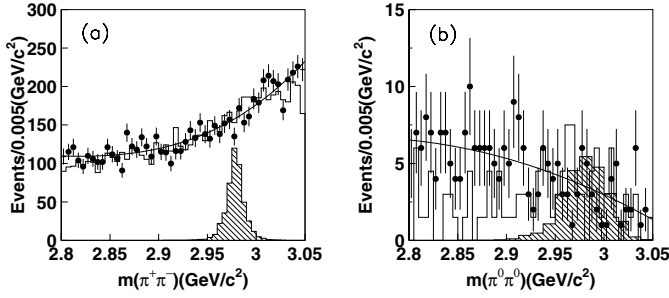 Events/0.005(GeV/c²)
300
250
200
150
100
50
0
(a)
2.8 2.85 2.9 2.95 3 3.05
m(π⁺π⁻)(GeV/c²)
Events/0.005(GeV/c²)
15
10
5
0
(b)
2.8 2.85 2.9 2.95 3 3.05
m(π⁰π⁰)(GeV/c²)